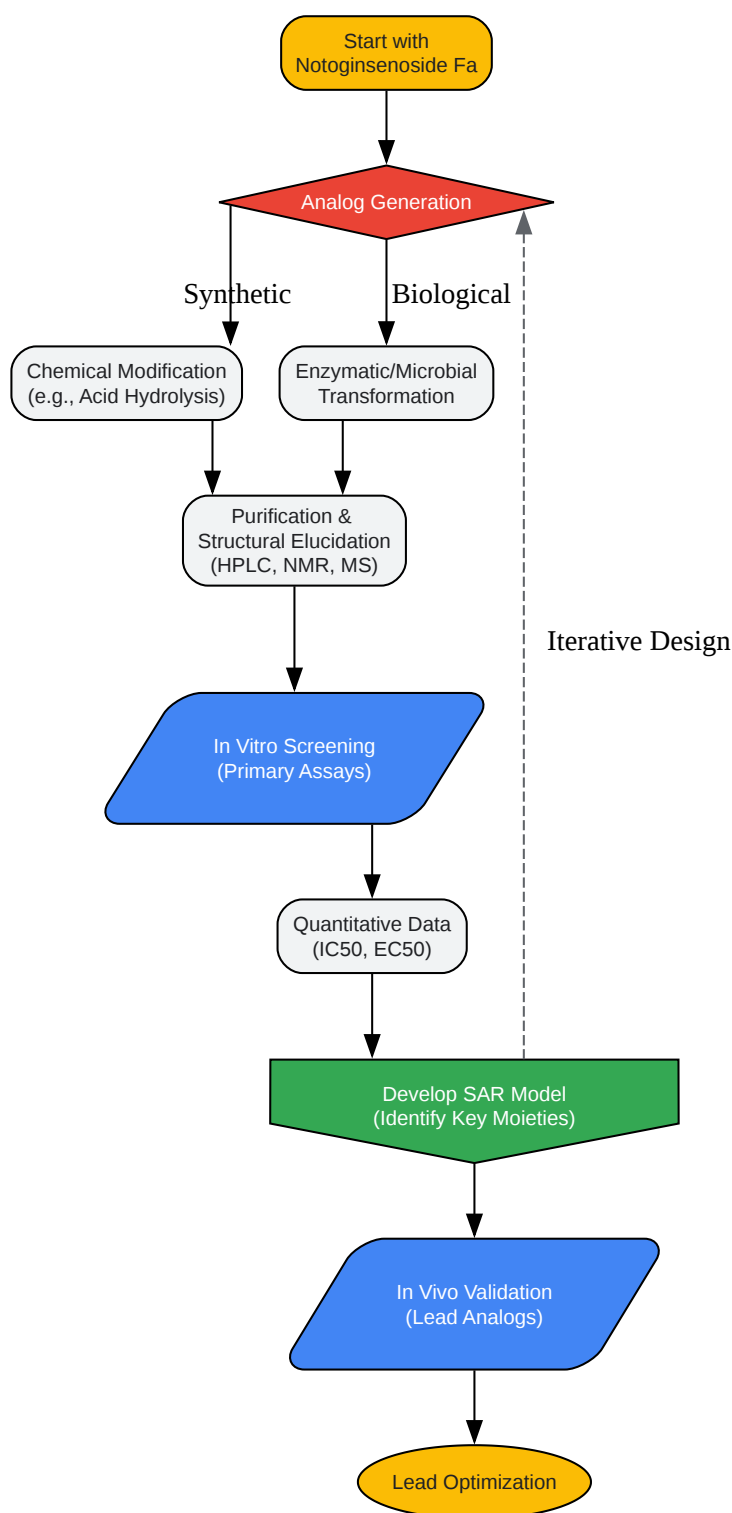 Start with
Notoginsenoside Fa
Analog Generation
Synthetic
Biological
Chemical Modification
(e.g., Acid Hydrolysis)
Enzymatic/Microbial
Transformation
Purification &
Structural Elucidation
(HPLC, NMR, MS)
Iterative Design
In Vitro Screening
(Primary Assays)
Quantitative Data
(IC50, EC50)
Develop SAR Model
(Identify Key Moieties)
In Vivo Validation
(Lead Analogs)
Lead Optimization